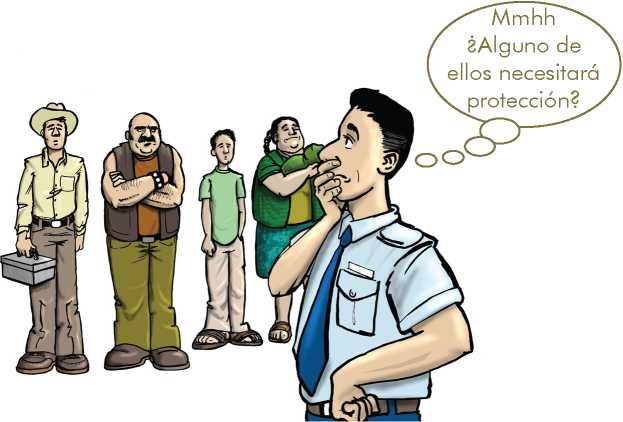 Mmhh
¿Alguno de
ellos necesitará
protección?